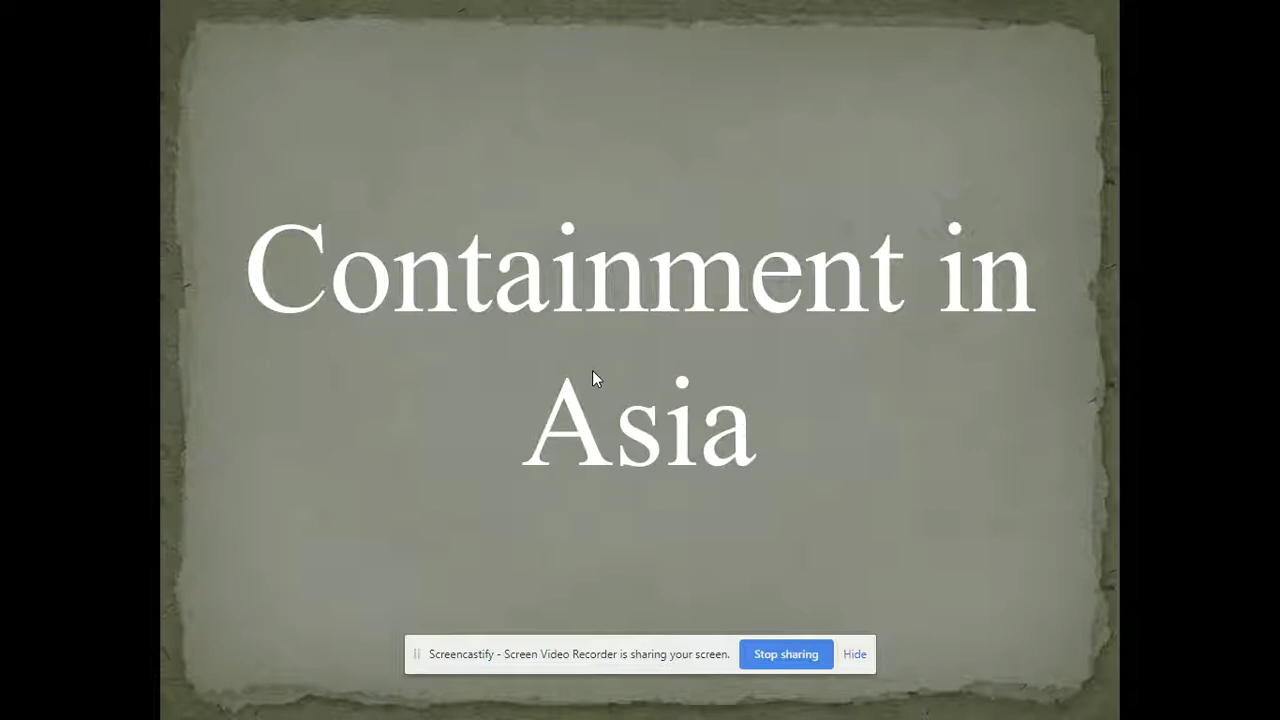 Containment in
Asia
Screencastify - Screen Video Recorder is sharing your screen. Stop sharing Hide